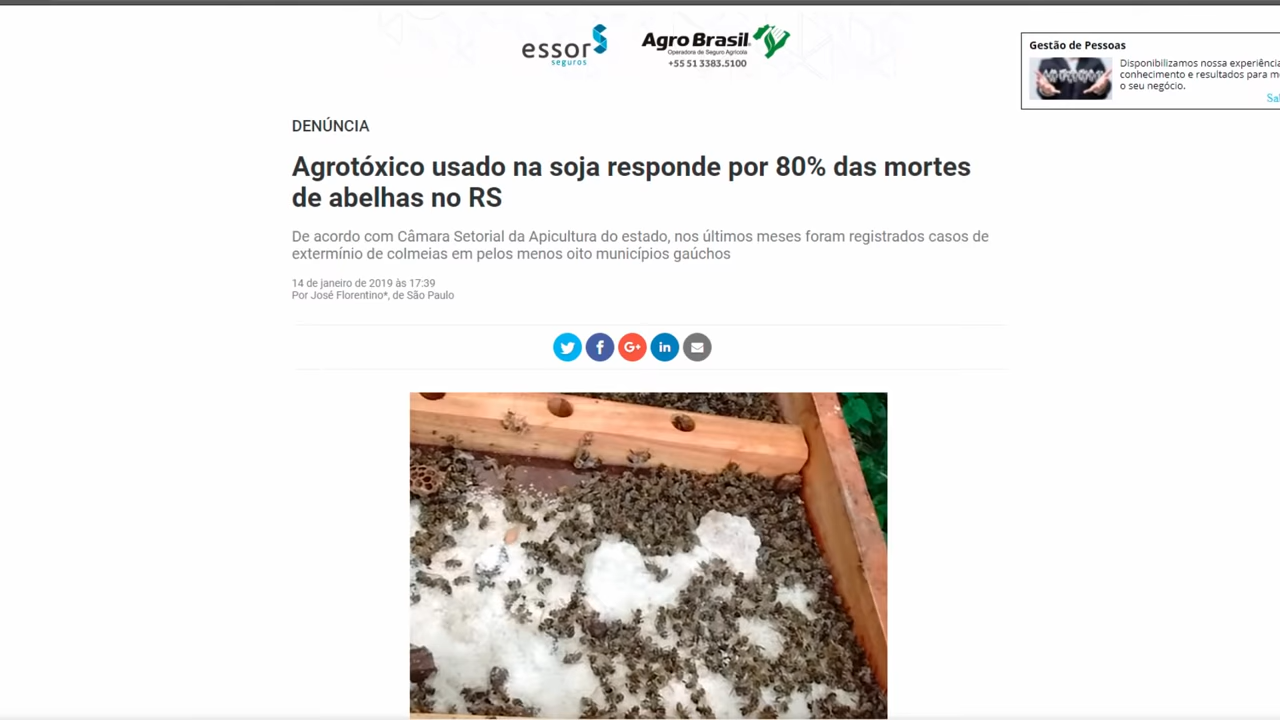 essor
seguros
Agro Brasil
Operadora de Seguro Agrícola
+55 51 3383.5100
Gestão de Pessoas
Disponibilizamos nossa experiência
conhecimento e resultados para m
o seu negócio.
Sa
DENÚNCIA
Agrotóxico usado na soja responde por 80% das mortes
de abelhas no RS
De acordo com Câmara Setorial da Apicultura do estado, nos últimos meses foram registrados casos de
extermínio de colmeias em pelos menos oito municípios gaúchos
14 de janeiro de 2019 às 17:39
Por José Florentino*, de São Paulo
f
G+
in